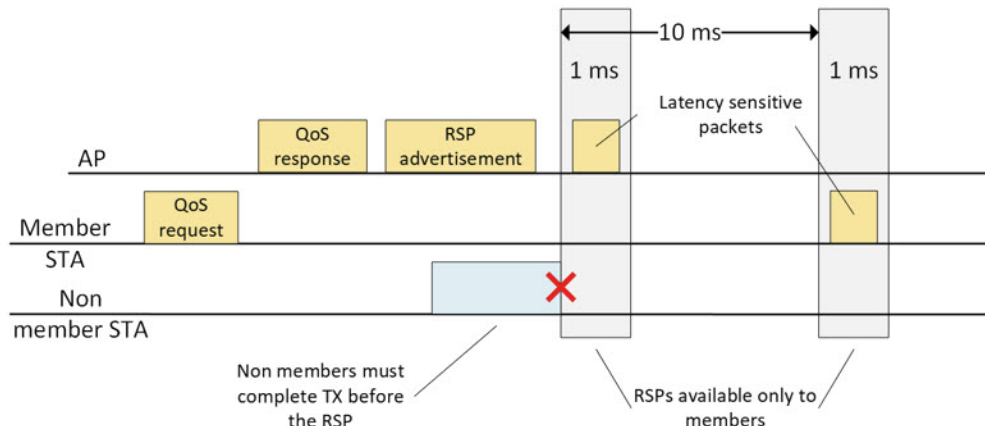 10 ms
1 ms
1 ms
Latency sensitive
packets
QoS
response
RSP
advertisement
AP
QoS
request
Member
STA
Non
member STA
Non members must
complete TX before
the RSP
RSPs available only to
members